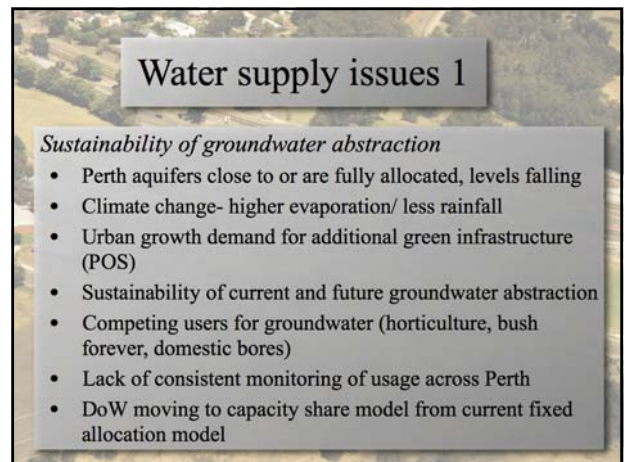 Water supply issues 1
Sustainability of groundwater abstraction
• Perth aquifers close to or are fully allocated, levels falling
• Climate change- higher evaporation/ less rainfall
• Urban growth demand for additional green infrastructure
(POS)
• Sustainability of current and future groundwater abstraction
• Competing users for groundwater (horticulture, bush
forever, domestic bores)
• Lack of consistent monitoring of usage across Perth
• DoW moving to capacity share model from current fixed
allocation model